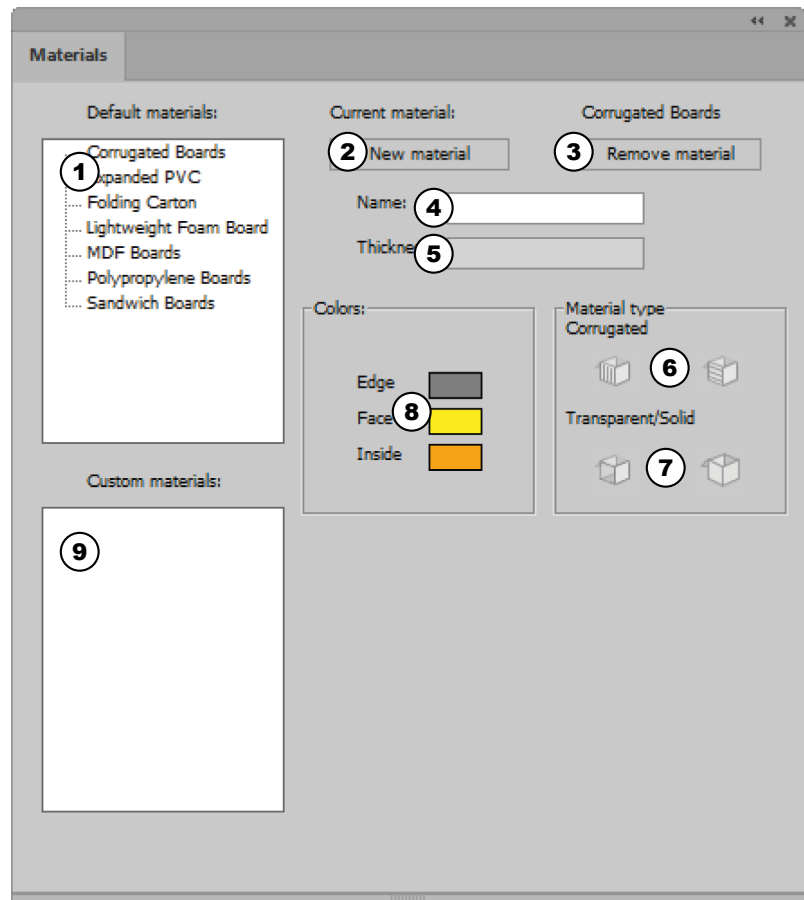 Materials
Default materials:
Current material:
Corrugated Boards
Corrugated Boards
1
xpanded PVC
Folding Carton
Lightweight Foam Board
MDF Boards
Polypropylene Boards
Sandwich Boards
2 New material
3 Remove material
Name: 4
Thickne 5
Colors:
Edge
Face 8
Inside
Material type
Corrugated
6
Transparent/Solid
7
Custom materials:
9